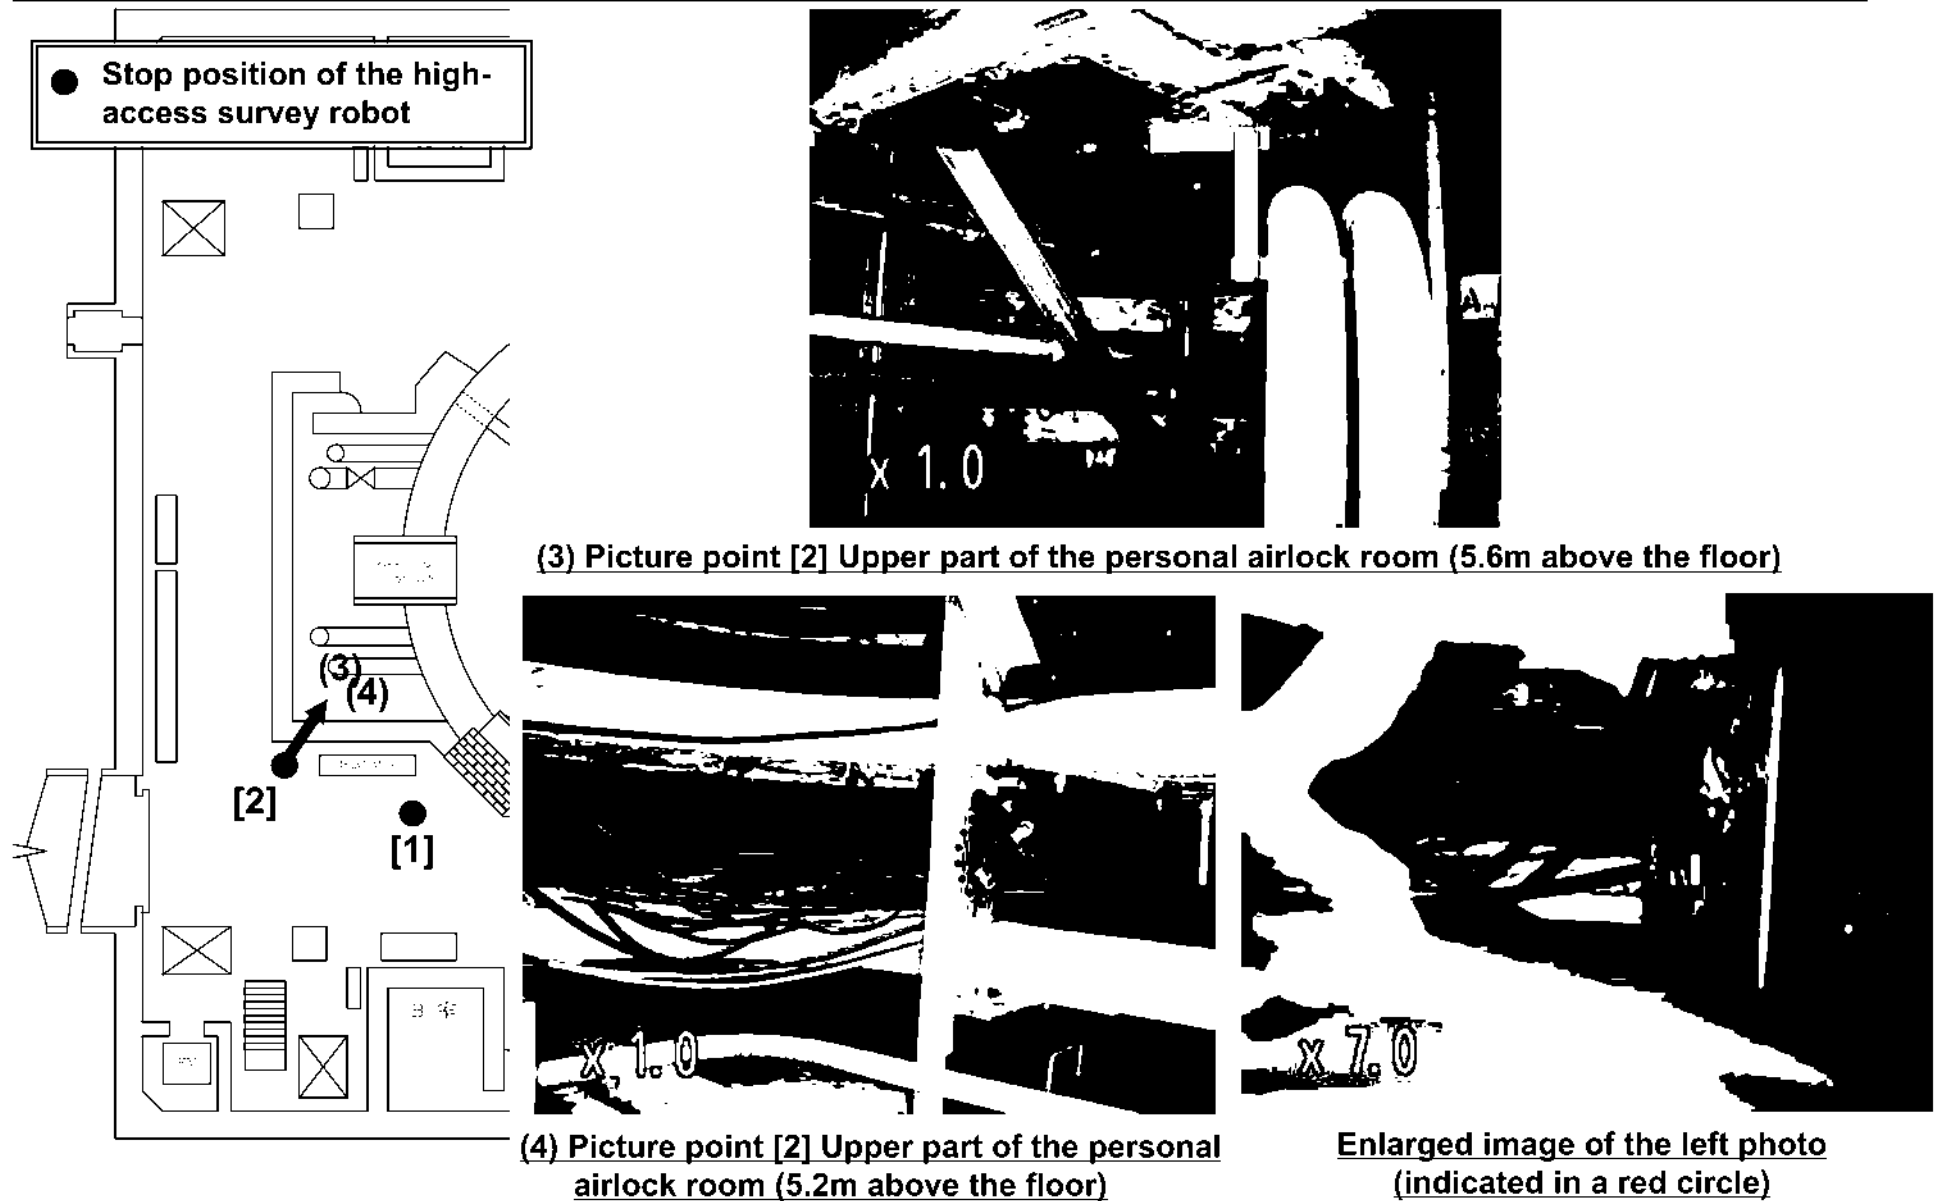 Stop position of the high-
access survey robot
x 1.0
(3) Picture point [2] Upper part of the personal airlock room (5.6m above the floor)
(3)
(4)
[2]
[1]
x 1.0
x 7.0
(4) Picture point [2] Upper part of the personal
airlock room (5.2m above the floor)
Enlarged image of the left photo
(indicated in a red circle)